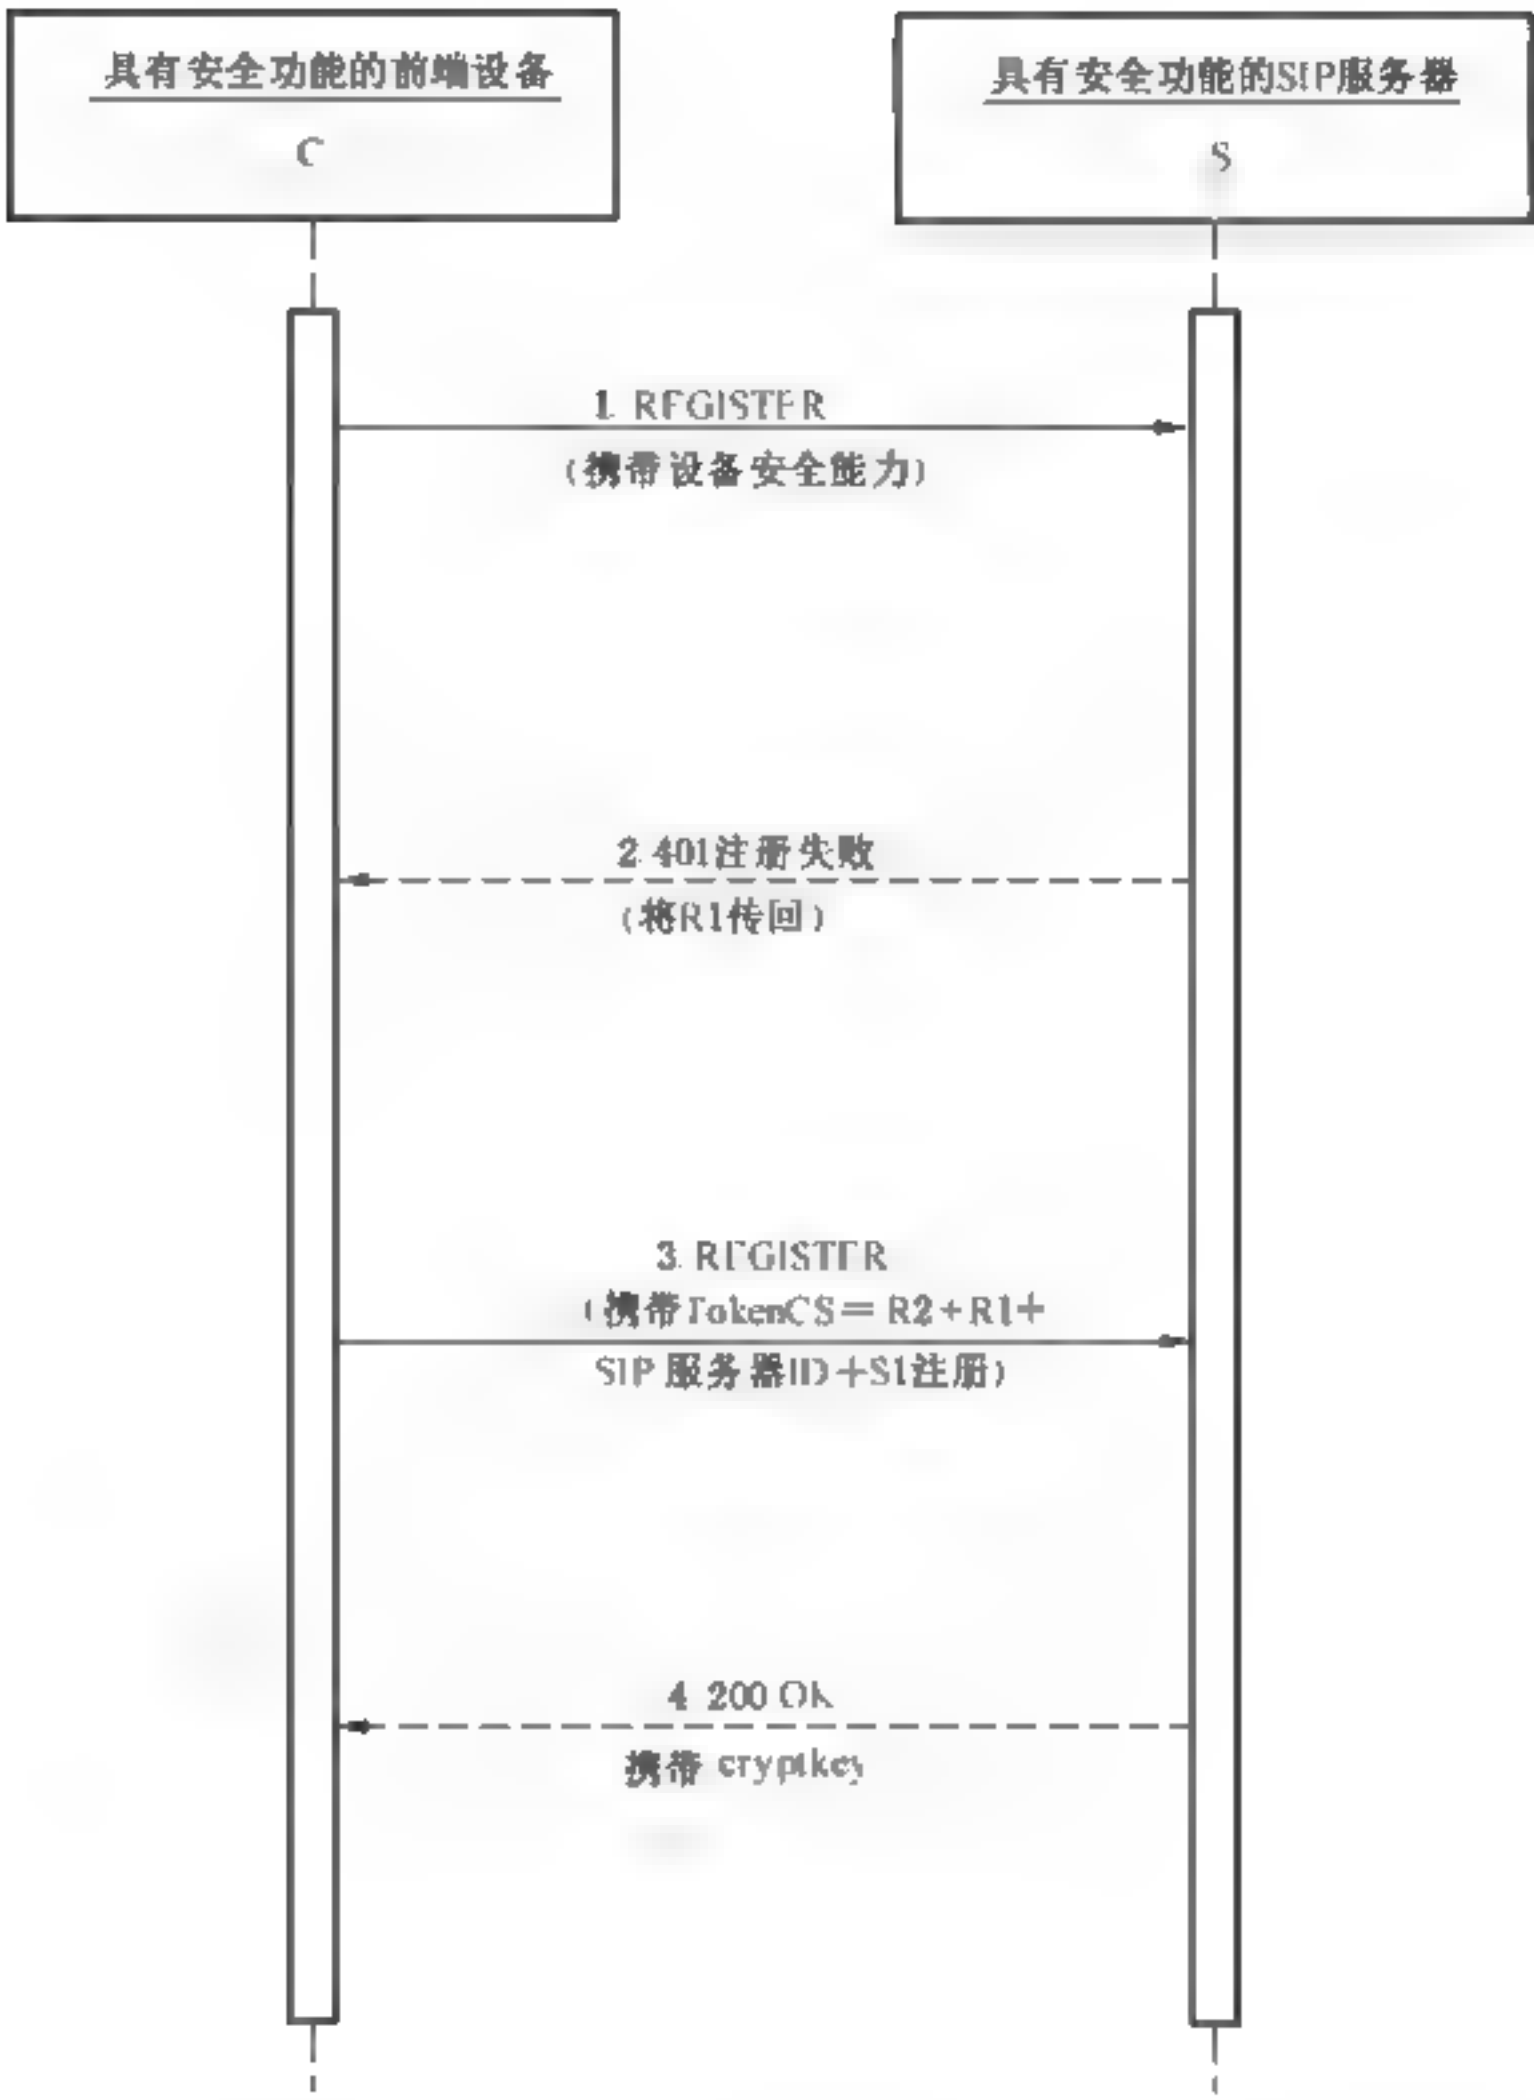 具有安全功能的前端设备
C
具有安全功能的SIP服务器
S
1. REGISTER
(携带设备安全能力)
2.401注册失败
(将R1传回)
3. REGISTER
(携带TokenCS＝R2+R1+
SIP 服务器ID+S1注册)
4. 200 OK
携带 cryptkey